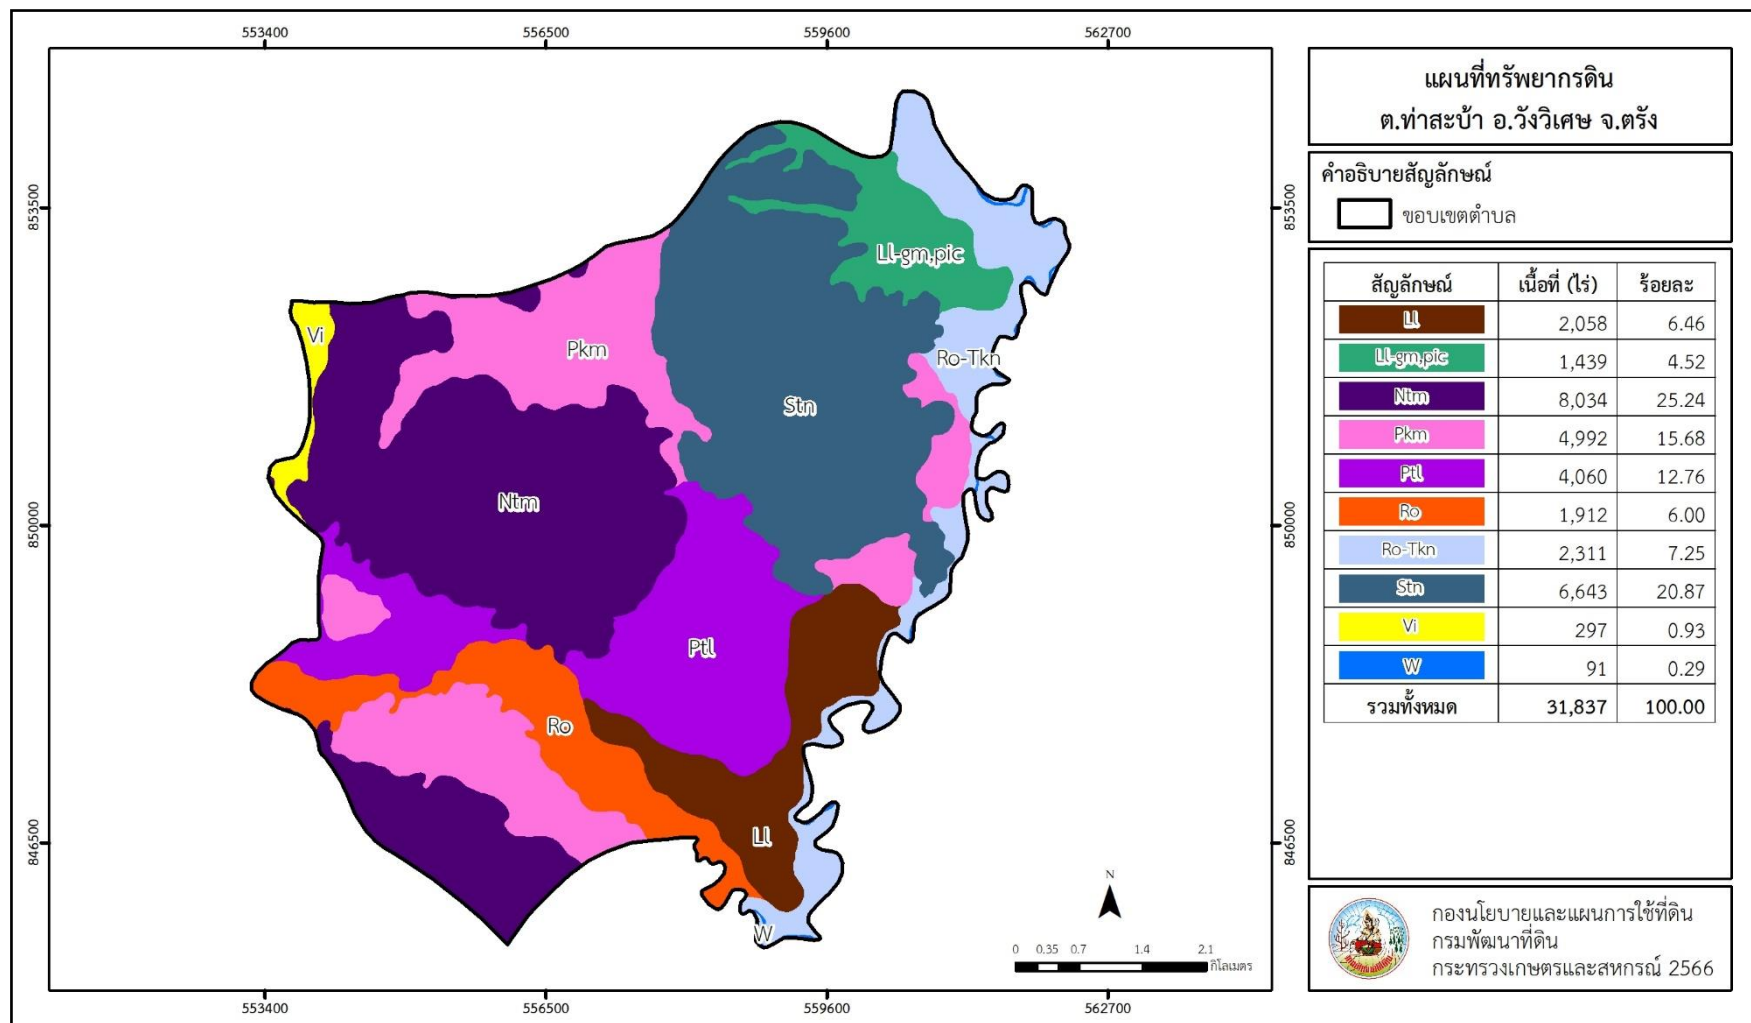 553400
556500
559600
562700
แผนที่ทรัพยากรดิน
ต.ท่าสะบ้า อ.วังวิเศษ จ.ตรัง
คำอธิบายสัญลักษณ์
ขอบเขตตำบล
853500
853500
850000
850000
846500
846500
Ll-gm,pic
Vi
Pkm
Ro-Tkn
Stn
Ntm
Ptl
Ro
Ll
W
สัญลักษณ์ เนื้อที่ (ไร่) ร้อยละ
Ll 2,058 6.46
Ll-gm,pic 1,439 4.52
Ntm 8,034 25.24
Pkm 4,992 15.68
Ptl 4,060 12.76
Ro 1,912 6.00
Ro-Tkn 2,311 7.25
Stn 6,643 20.87
Vi 297 0.93
W 91 0.29
รวมทั้งหมด 31,837 100.00
N
0 0.35 0.7 1.4 2.1
กิโลเมตร
กองนโยบายและแผนการใช้ที่ดิน
กรมพัฒนาที่ดิน
กระทรวงเกษตรและสหกรณ์ 2566
553400
556500
559600
562700